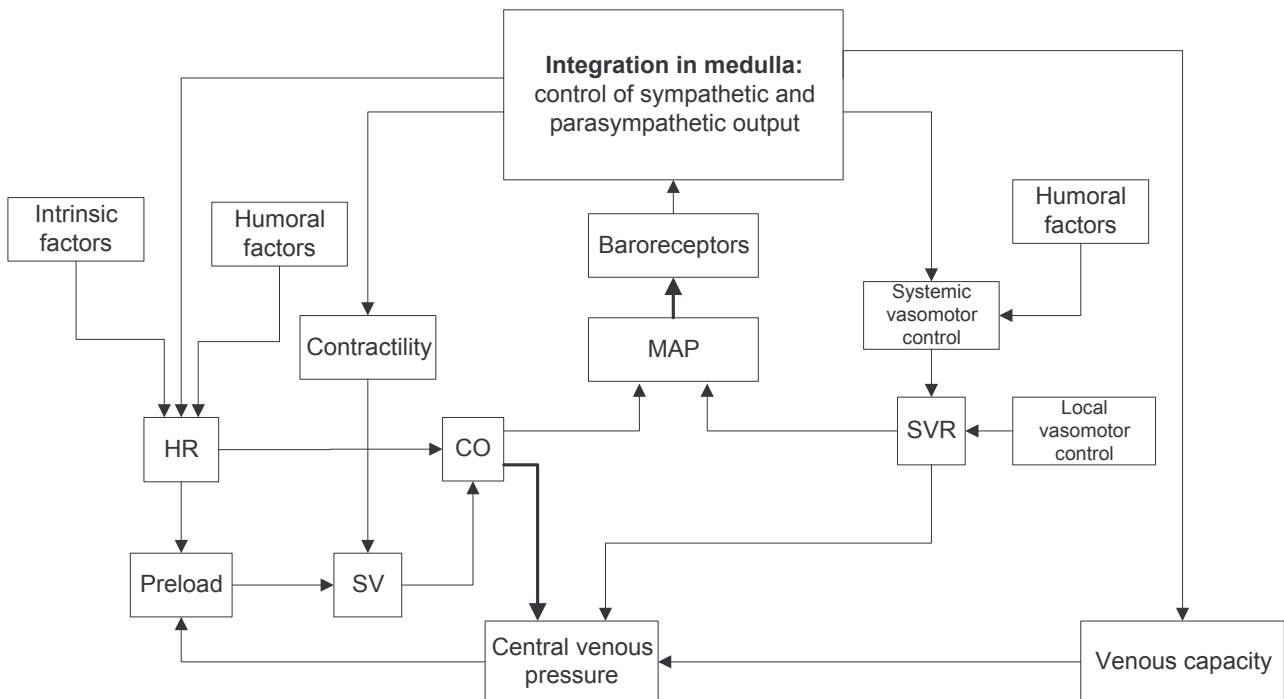 Integration in medulla:
control of sympathetic and
parasympathetic output
Intrinsic
factors
Humoral
factors
Baroreceptors
Humoral
factors
Systemic
vasomotor
control
Contractility
MAP
HR
CO
SVR
Local
vasomotor
control
Preload
SV
Central venous
pressure
Venous capacity